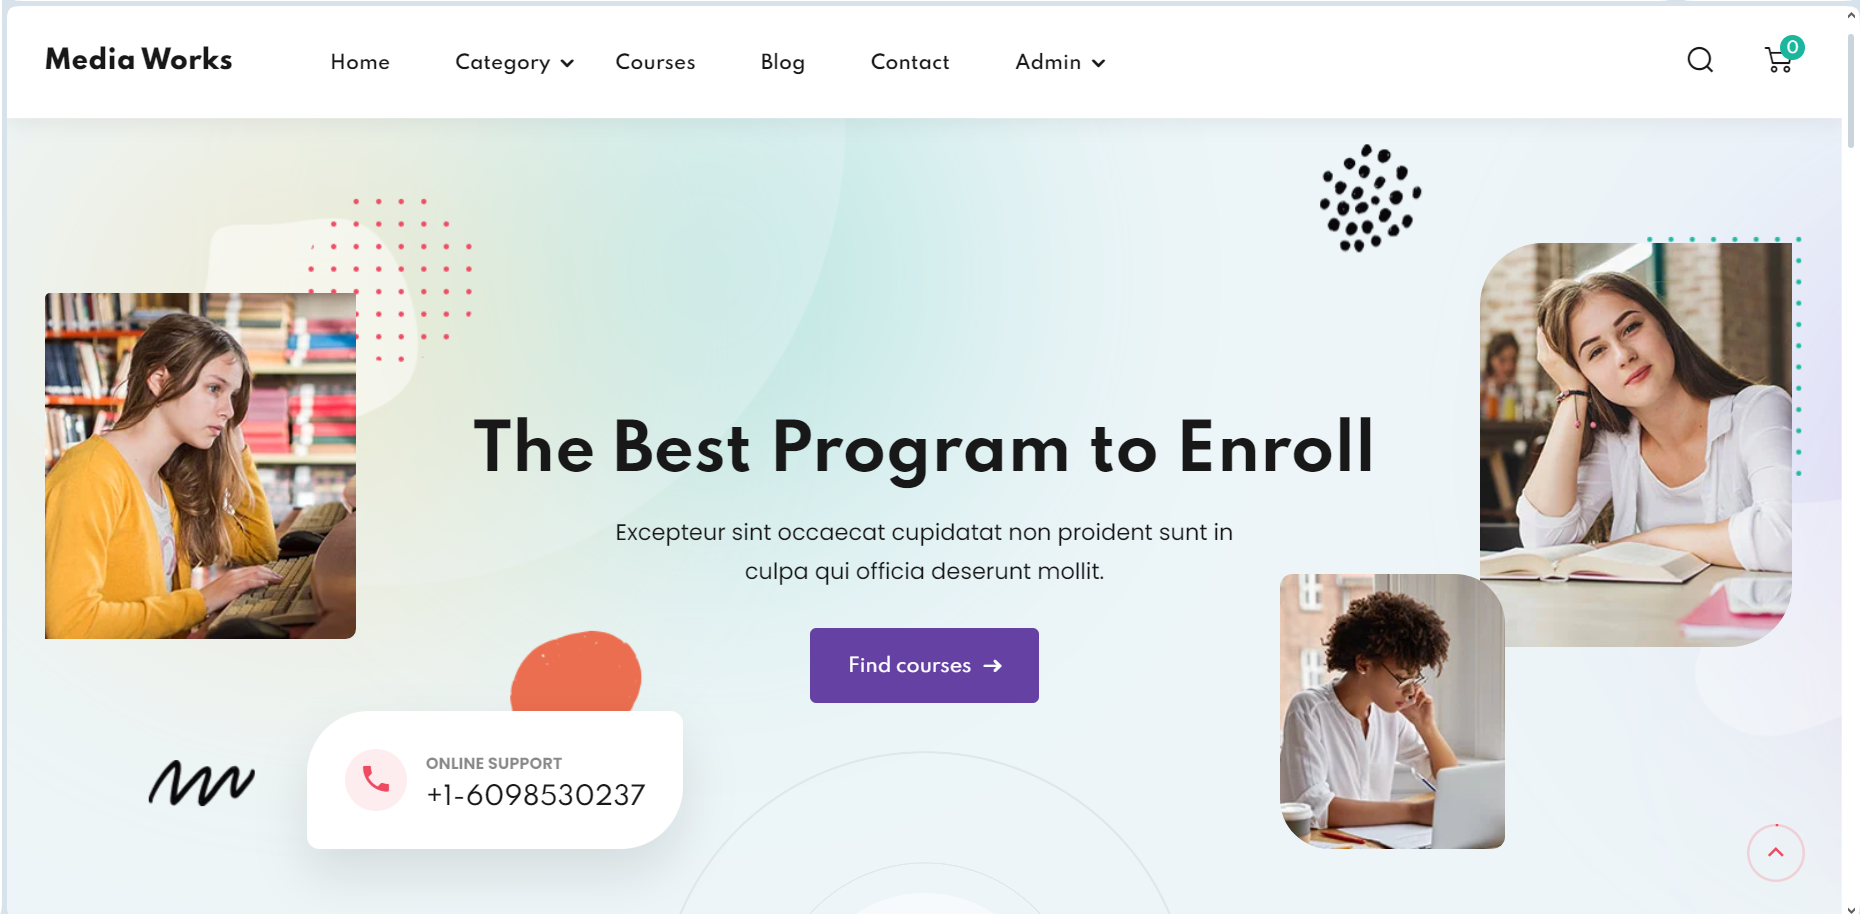 Media Works
Home
Category
Courses
Blog
Contact
Admin
0
The Best Program to Enroll
Excepteur sint occaecat cupidatat non proident sunt in
culpa qui officia deserunt mollit.
Find courses
ONLINE SUPPORT
+1-6098530237